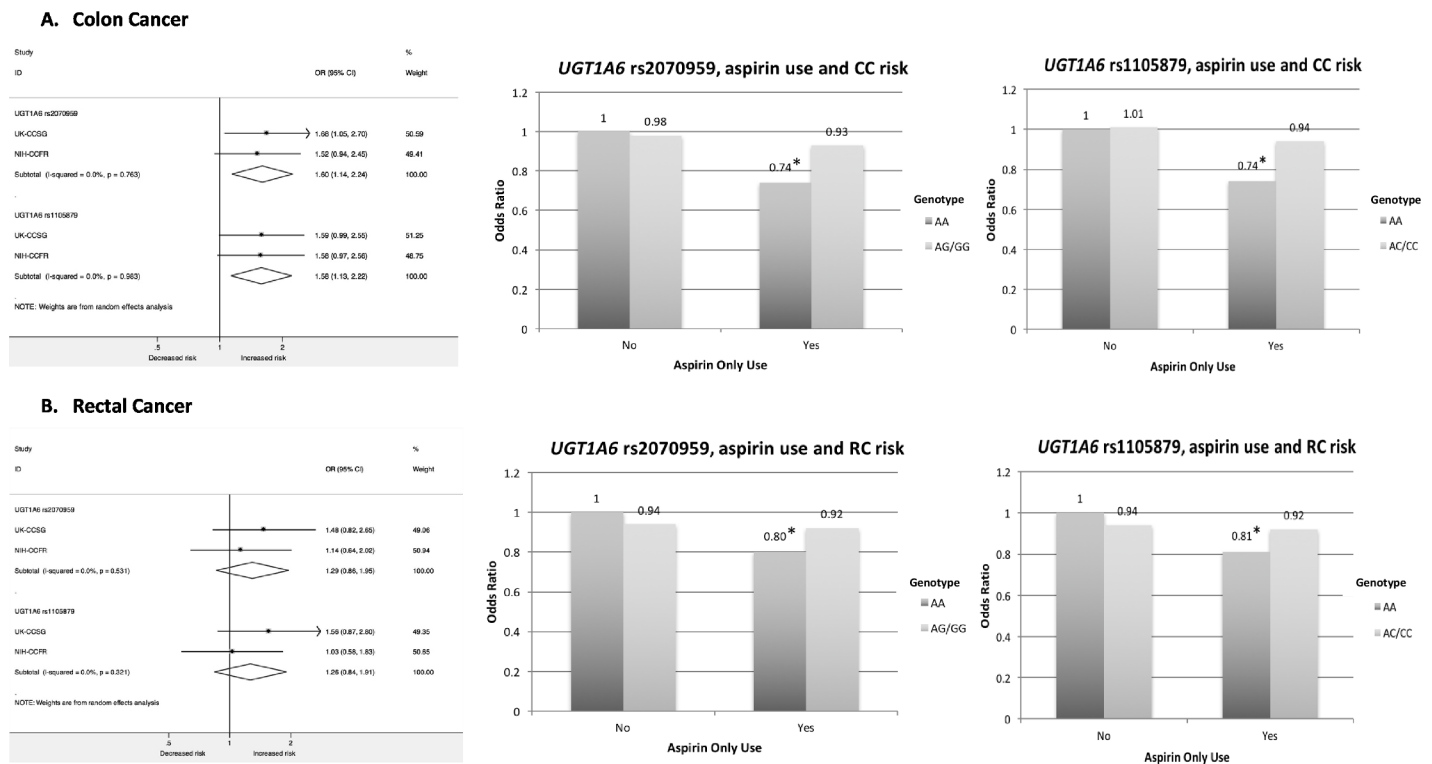 A. Colon Cancer
Study %
ID OR (95% CI) Weight
UGT1A6 rs2070959
UK-CCSG 1.68 (1.05, 2.70) 50.59
NIH-CCFR 1.52 (0.94, 2.45) 49.41
Subtotal (I-squared = 0.0%, p = 0.763) 1.60 (1.14, 2.24) 100.00
.
UGT1A6 rs1105879
UK-CCSG 1.59 (0.99, 2.55) 51.25
NIH-CCFR 1.58 (0.97, 2.56) 48.75
Subtotal (I-squared = 0.0%, p = 0.983) 1.58 (1.13, 2.22) 100.00
.
NOTE: Weights are from random effects analysis
.5 1 2
Decreased risk Increased risk
UGT1A6 rs2070959, aspirin use and CC risk
Odds Ratio
1.2
1
0.8
0.6
0.4
0.2
0
1 0.98 0.74* 0.93
No Yes
Aspirin Only Use
Genotype
AA
AG/GG
UGT1A6 rs1105879, aspirin use and CC risk
Odds Ratio
1.2
1
0.8
0.6
0.4
0.2
0
1 1.01 0.74* 0.94
No Yes
Aspirin Only Use
Genotype
AA
AC/CC
B. Rectal Cancer
Study %
ID OR (95% CI) Weight
UGT1A6 rs2070959
UK-CCSG 1.48 (0.82, 2.65) 49.06
NIH-CCFR 1.14 (0.64, 2.02) 50.94
Subtotal (I-squared = 0.0%, p = 0.531) 1.29 (0.86, 1.95) 100.00
.
UGT1A6 rs1105879
UK-CCSG 1.56 (0.87, 2.80) 49.35
NIH-CCFR 1.03 (0.58, 1.83) 50.65
Subtotal (I-squared = 0.0%, p = 0.321) 1.26 (0.84, 1.91) 100.00
.
NOTE: Weights are from random effects analysis
.5 1 2
Decreased risk Increased risk
UGT1A6 rs2070959, aspirin use and RC risk
Odds Ratio
1.2
1
0.8
0.6
0.4
0.2
0
1 0.94 0.80* 0.92
No Yes
Aspirin Only Use
Genotype
AA
AG/GG
UGT1A6 rs1105879, aspirin use and RC risk
Odds Ratio
1.2
1
0.8
0.6
0.4
0.2
0
1 0.94 0.81* 0.92
No Yes
Aspirin Only Use
Genotype
AA
AC/CC